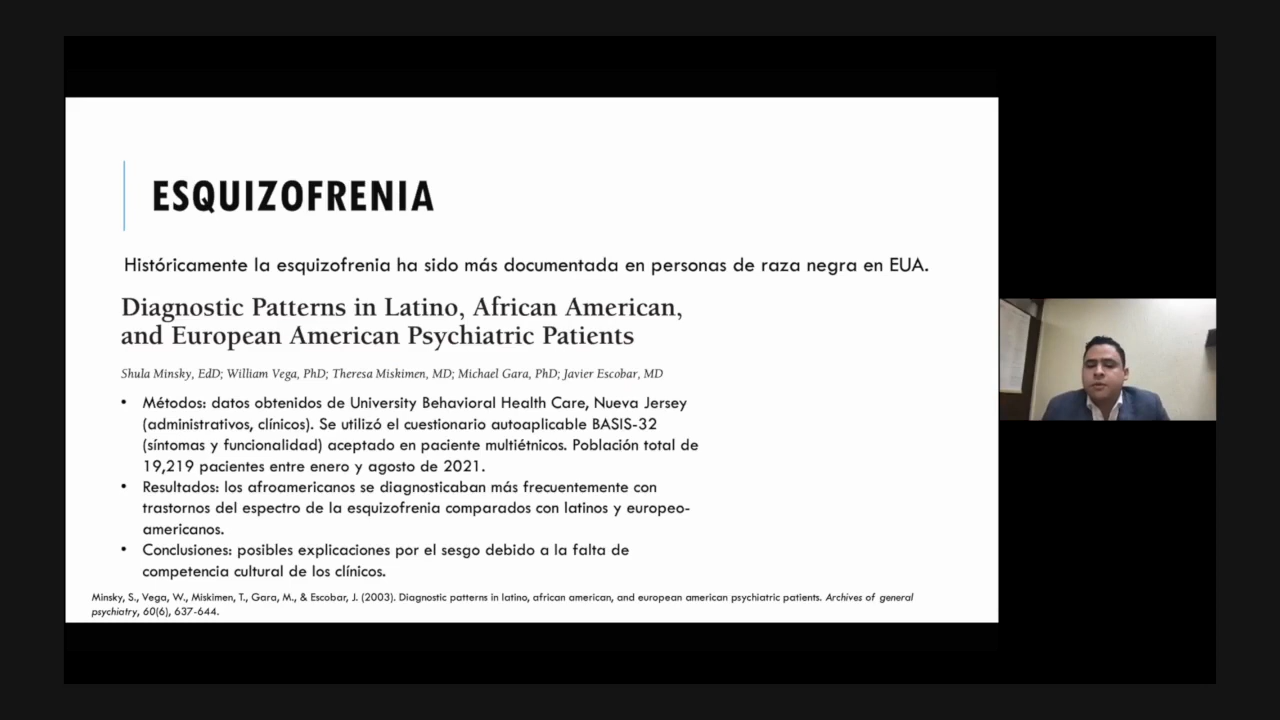 ESQUIZOFRENIA
Históricamente la esquizofrenia ha sido más documentada en personas de raza negra en EUA.
Diagnostic Patterns in Latino, African American,
and European American Psychiatric Patients
Shula Minsky, EdD; William Vega, PhD; Theresa Miskimen, MD; Michael Gara, PhD; Javier Escobar, MD
• Métodos: datos obtenidos de University Behavioral Health Care, Nueva Jersey
(administrativos, clínicos). Se utilizó el cuestionario autoaplicable BASIS-32
(síntomas y funcionalidad) aceptado en paciente multiétnicos. Población total de
19,219 pacientes entre enero y agosto de 2021.
• Resultados: los afroamericanos se diagnosticaban más frecuentemente con
trastornos del espectro de la esquizofrenia comparados con latinos y europeo-
americanos.
• Conclusiones: posibles explicaciones por el sesgo debido a la falta de
competencia cultural de los clínicos.
Minsky, S., Vega, W., Miskimen, T., Gara, M., & Escobar, J. (2003). Diagnostic patterns in latino, african american, and european american psychiatric patients. Archives of general
psychiatry, 60(6), 637-644.